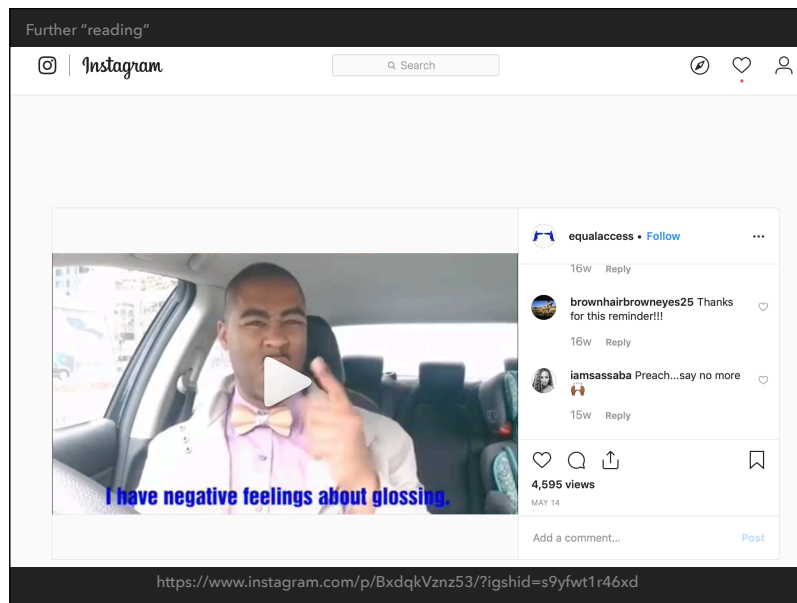 Further “reading”
Instagram
Search
equalaccess • Follow
16w Reply
brownhairbrowneyes25 Thanks
for this reminder!!!
16w Reply
iamsassaba Preach...say no more
🙌🏾
15w Reply
I have negative feelings about glossing.
4,595 views
MAY 14
Add a comment... Post
https://www.instagram.com/p/BxdqkVznz53/?igshid=s9yfwt1r46xd